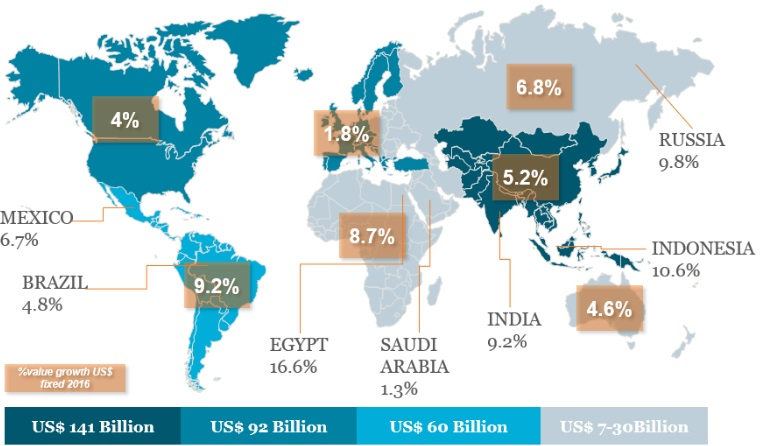 6.8%
4%
1.8%
RUSSIA
9.8%
5.2%
MEXICO
6.7%
8.7%
INDONESIA
10.6%
BRAZIL
4.8%
9.2%
4.6%
EGYPT
16.6%
SAUDI
ARABIA
1.3%
INDIA
9.2%
%value growth US$
fixed 2016
US$ 141 Billion
US$ 92 Billion
US$ 60 Billion
US$ 7-30Billion